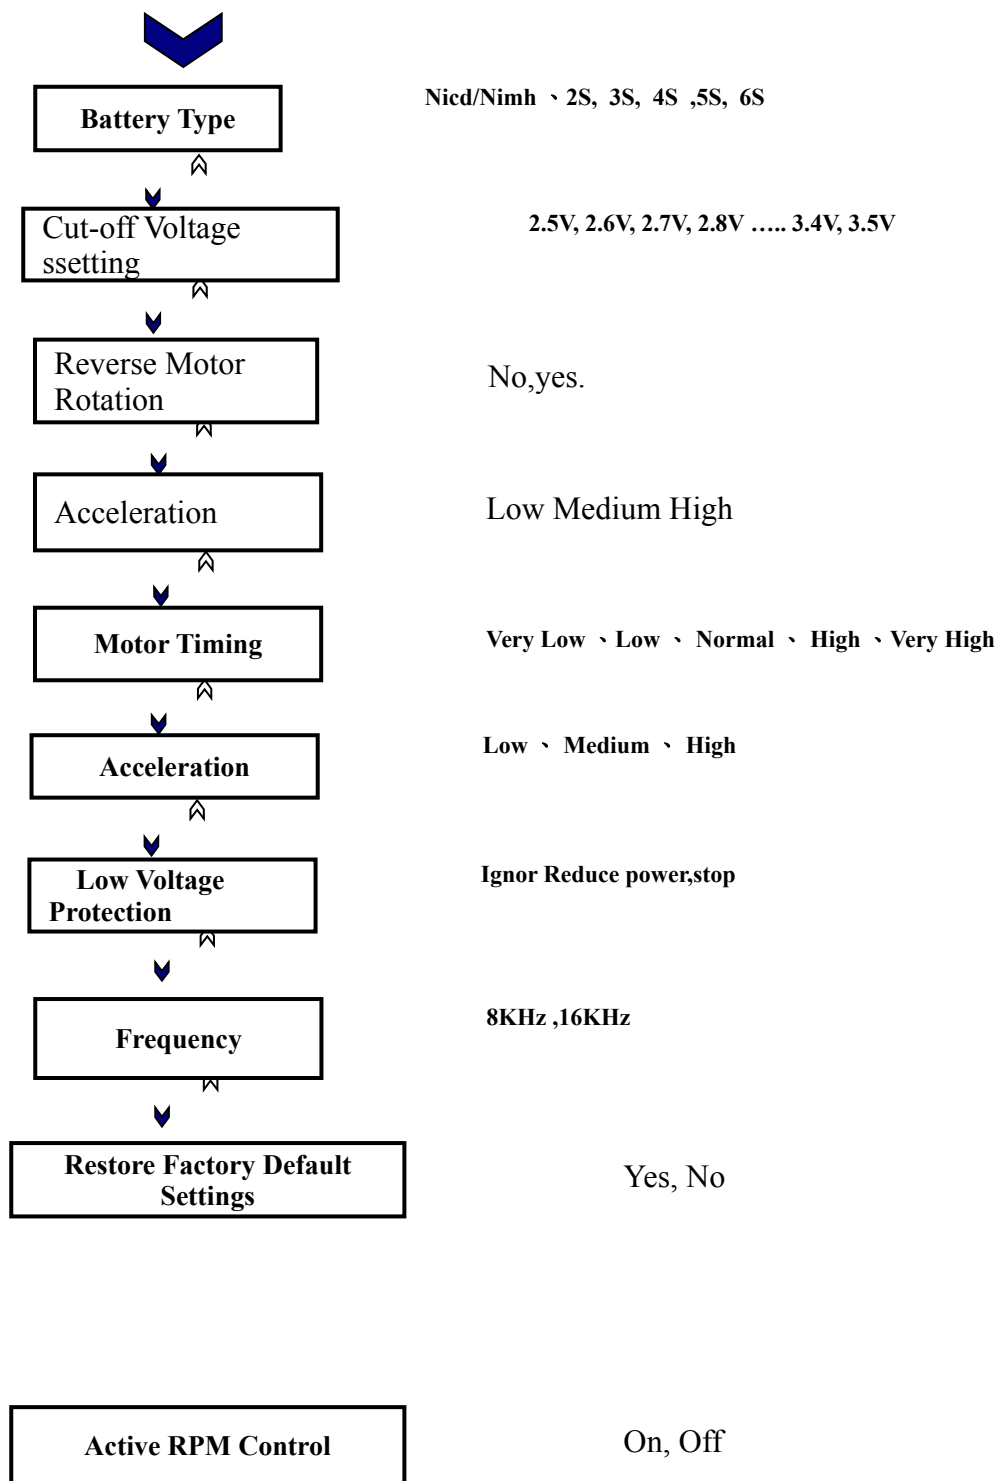 Battery Type
Nicd/Nimh 、2S, 3S, 4S ,5S, 6S
Cut-off Voltage
ssetting
2.5V, 2.6V, 2.7V, 2.8V ….. 3.4V, 3.5V
Reverse Motor
Rotation
No,yes.
Acceleration
Low Medium High
Motor Timing
Very Low 、Low 、 Normal 、 High 、Very High
Acceleration
Low 、 Medium 、 High
Low Voltage
Protection
Ignor Reduce power,stop
Frequency
8KHz ,16KHz
Restore Factory Default
Settings
Yes, No
Active RPM Control
On, Off